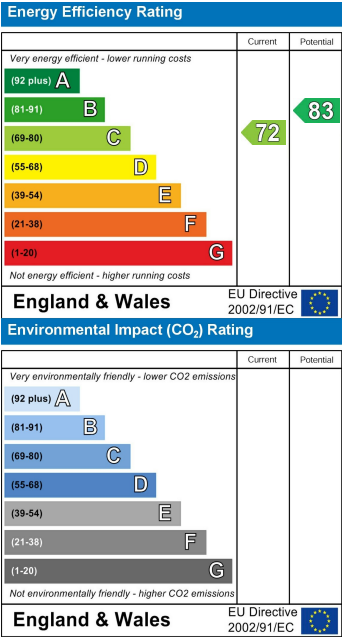 Energy Efficiency Rating
Current Potential
Very energy efficient - lower running costs
(92 plus) A
(81-91) B
83
(69-80) C
72
(55-68) D
(39-54) E
(21-38) F
(1-20) G
Not energy efficient - higher running costs
England & Wales
EU Directive
2002/91/EC
Environmental Impact (CO2) Rating
Current Potential
Very environmentally friendly - lower CO2 emissions
(92 plus) A
(81-91) B
(69-80) C
(55-68) D
(39-54) E
(21-38) F
(1-20) G
Not environmentally friendly - higher CO2 emissions
England & Wales
EU Directive
2002/91/EC